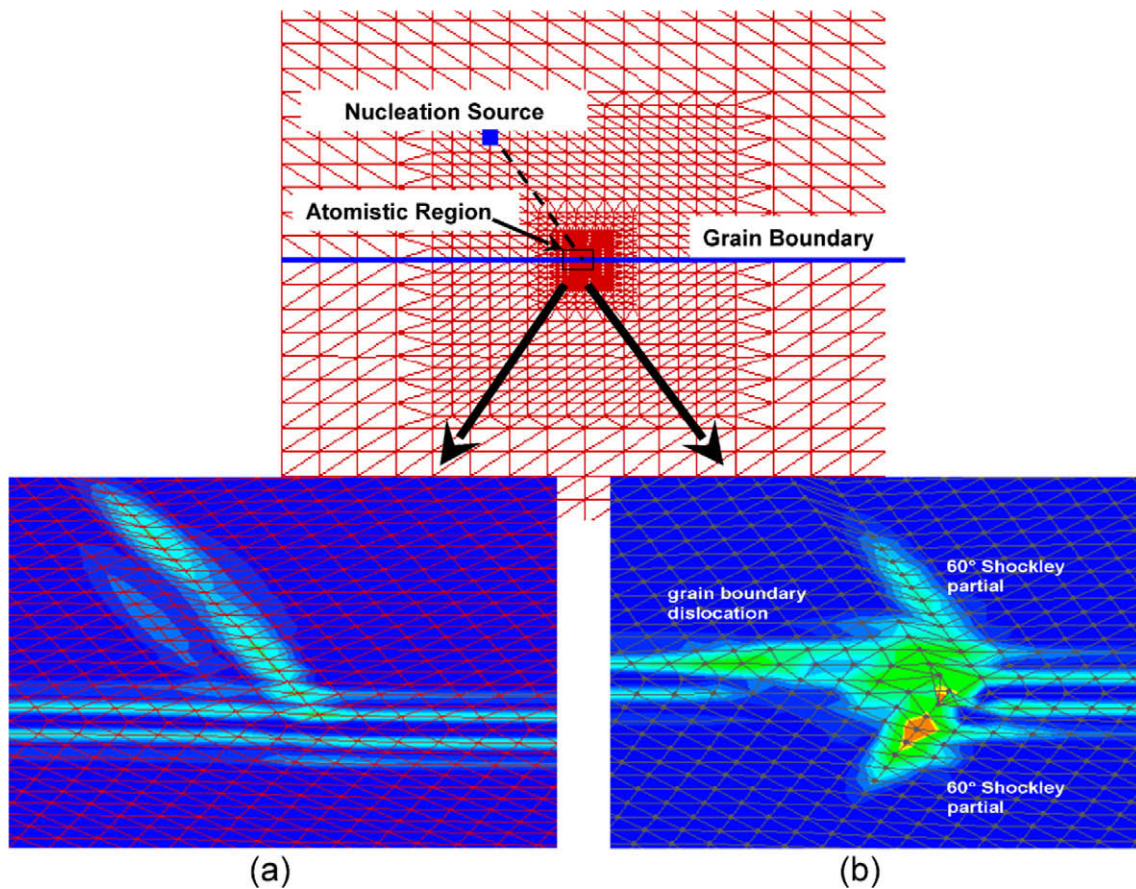 Nucleation Source
Atomistic Region
Grain Boundary
grain boundary
dislocation
60° Shockley
partial
60° Shockley
partial
(a)
(b)